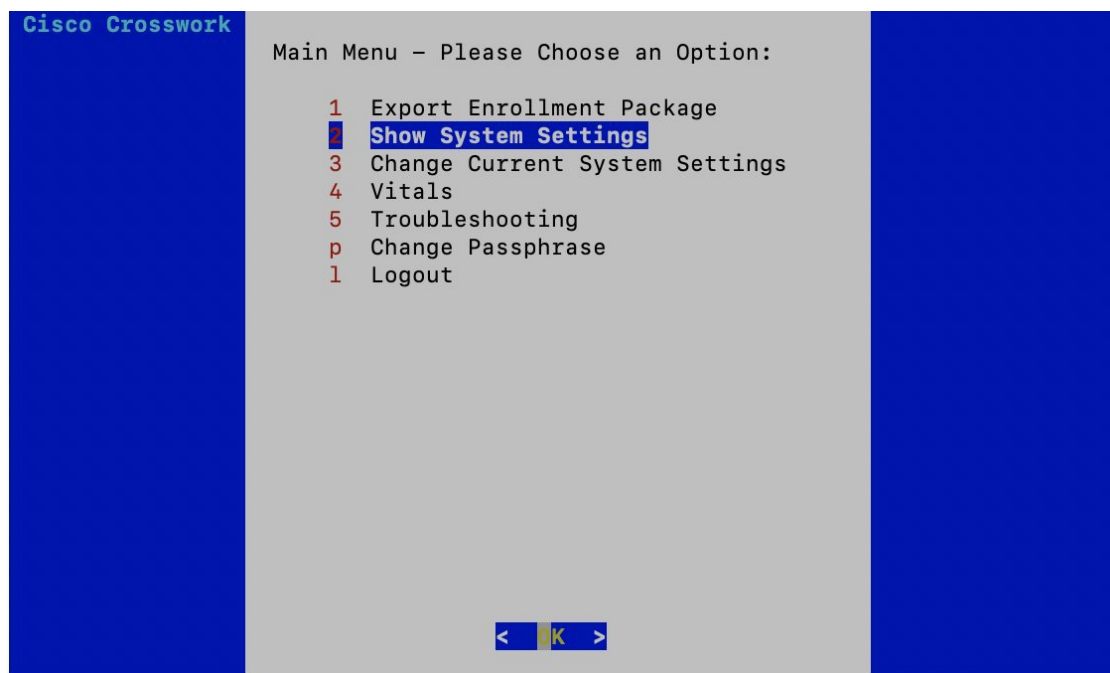 Cisco Crosswork
Main Menu – Please Choose an Option:
1 Export Enrollment Package
2 Show System Settings
3 Change Current System Settings
4 Vitals
5 Troubleshooting
p Change Passphrase
l Logout
< OK >